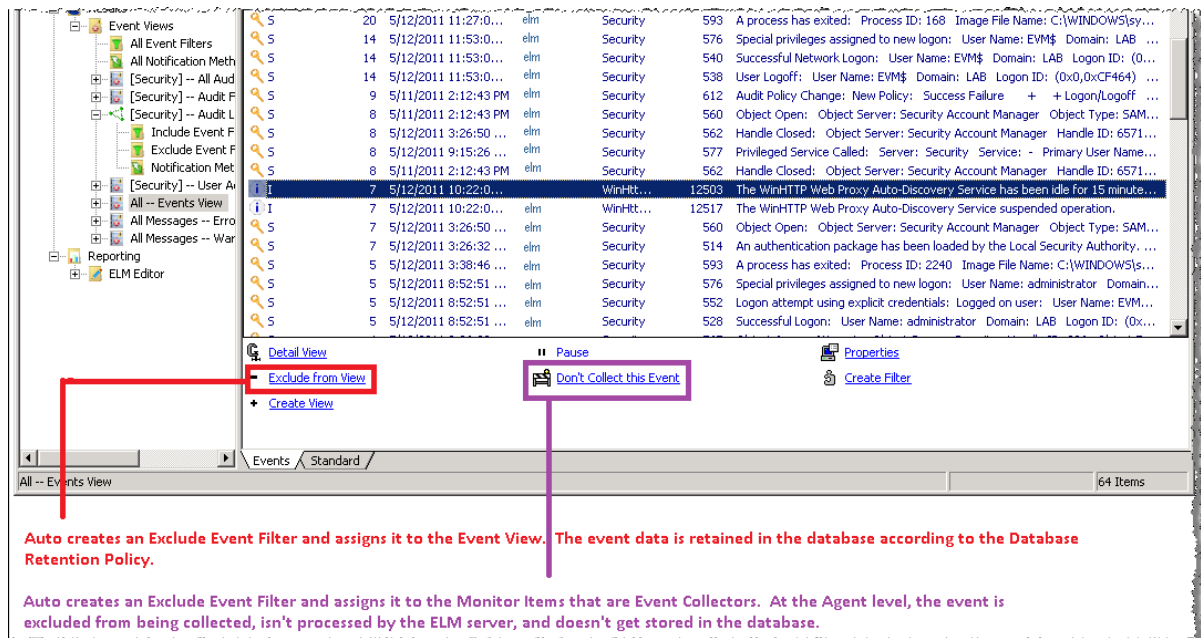 Event Views
All Event Filters
All Notification Meth
[Security] -- All Aud
[Security] -- Audit F
[Security] -- Audit L
Include Event F
Exclude Event F
Notification Met
[Security] -- User A
All -- Events View
All Messages -- Erro
All Messages -- War
Reporting
ELM Editor
S 20 5/12/2011 11:27:0... elm Security 593 A process has exited: Process ID: 168 Image File Name: C:\WINDOWS\sy...
S 14 5/12/2011 11:53:0... elm Security 576 Special privileges assigned to new logon: User Name: EVM$ Domain: LAB ...
S 14 5/12/2011 11:53:0... elm Security 540 Successful Network Logon: User Name: EVM$ Domain: LAB Logon ID: (0...
S 14 5/12/2011 11:53:0... elm Security 538 User Logoff: User Name: EVM$ Domain: LAB Logon ID: (0x0,0xCF464) ...
S 9 5/11/2011 2:12:43 PM elm Security 612 Audit Policy Change: New Policy: Success Failure + + Logon/Logoff ...
S 8 5/11/2011 2:12:43 PM elm Security 560 Object Open: Object Server: Security Account Manager Object Type: SAM...
S 8 5/12/2011 3:26:50 ... elm Security 562 Handle Closed: Object Server: Security Account Manager Handle ID: 6571...
S 8 5/12/2011 9:15:26 ... elm Security 577 Privileged Service Called: Server: Security Service: - Primary User Name...
S 8 5/11/2011 2:12:43 PM elm Security 562 Handle Closed: Object Server: Security Account Manager Handle ID: 6571...
I 7 5/12/2011 10:22:0... WinHtt... 12503 The WinHTTP Web Proxy Auto-Discovery Service has been idle for 15 minute...
I 7 5/12/2011 10:22:0... elm WinHtt... 12517 The WinHTTP Web Proxy Auto-Discovery Service suspended operation.
S 7 5/12/2011 3:26:50 ... elm Security 560 Object Open: Object Server: Security Account Manager Object Type: SAM...
S 7 5/12/2011 3:26:32 ... elm Security 514 An authentication package has been loaded by the Local Security Authority. ...
S 5 5/12/2011 3:38:46 ... elm Security 593 A process has exited: Process ID: 2240 Image File Name: C:\WINDOWS\s...
S 5 5/12/2011 8:52:51 ... elm Security 576 Special privileges assigned to new logon: User Name: administrator Domain...
S 5 5/12/2011 8:52:51 ... elm Security 552 Logon attempt using explicit credentials: Logged on user: User Name: EVM...
S 5 5/12/2011 8:52:51 ... elm Security 528 Successful Logon: User Name: administrator Domain: LAB Logon ID: (0x...
Detail View Pause Properties
Exclude from View Don't Collect this Event Create Filter
Create View
Events Standard
All -- Events View 64 Items
Auto creates an Exclude Event Filter and assigns it to the Event View. The event data is retained in the database according to the Database
Retention Policy.
Auto creates an Exclude Event Filter and assigns it to the Monitor Items that are Event Collectors. At the Agent level, the event is
excluded from being collected, isn't processed by the ELM server, and doesn't get stored in the database.